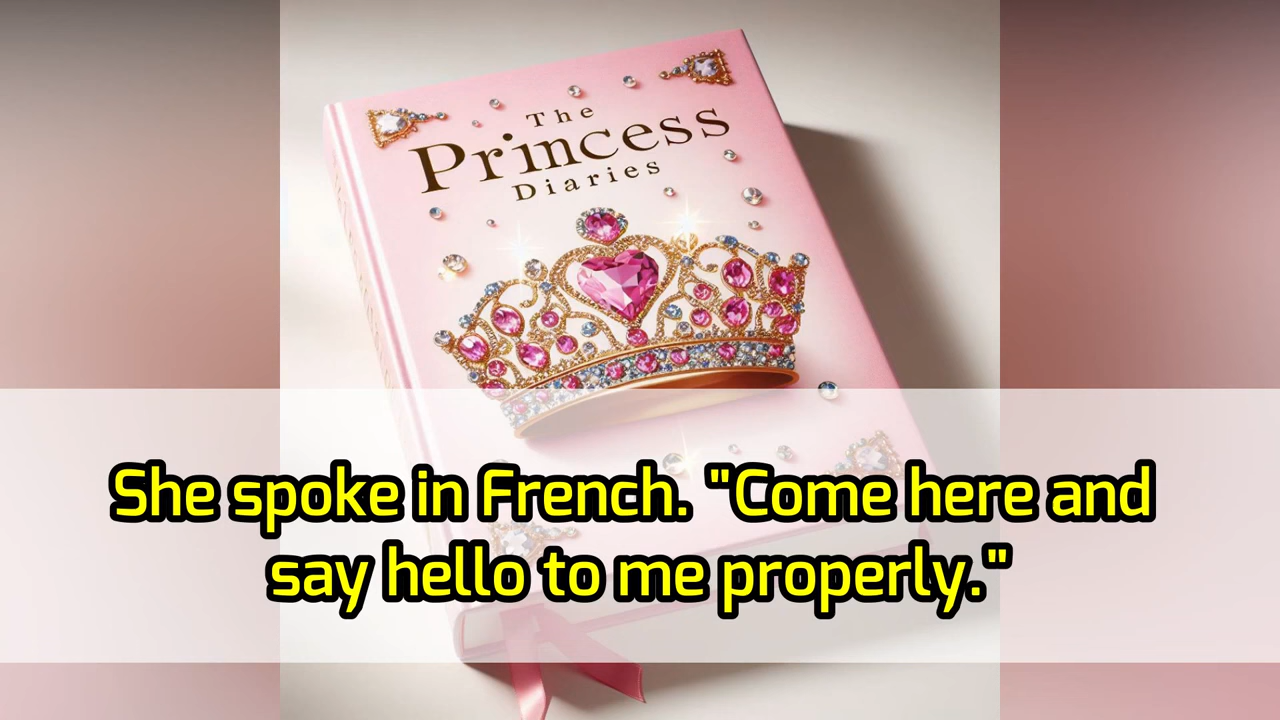 The
Princess
Diaries
She spoke in French. "Come here and
say hello to me properly."